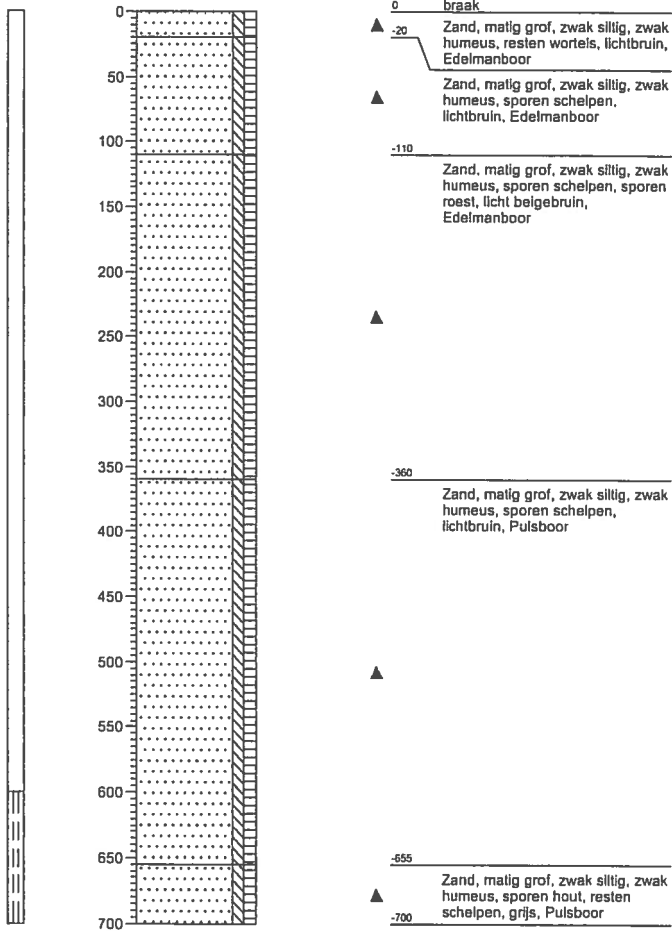 0
50
100
150
200
250
300
350
400
450
500
550
600
650
700
0 braak
-20 Zand, matig grof, zwak siltig, zwak
humeus, resten wortels, lichtbruin,
Edelmanboor
Zand, matig grof, zwak siltig, zwak
humeus, sporen schelpen,
lichtbruin, Edelmanboor
-110
Zand, matig grof, zwak siltig, zwak
humeus, sporen schelpen, sporen
roest, licht beigebruin,
Edelmanboor
-360
Zand, matig grof, zwak siltig, zwak
humeus, sporen schelpen,
lichtbruin, Pulsboor
-655
Zand, matig grof, zwak siltig, zwak
humeus, sporen hout, resten
schelpen, grijs, Pulsboor
-700